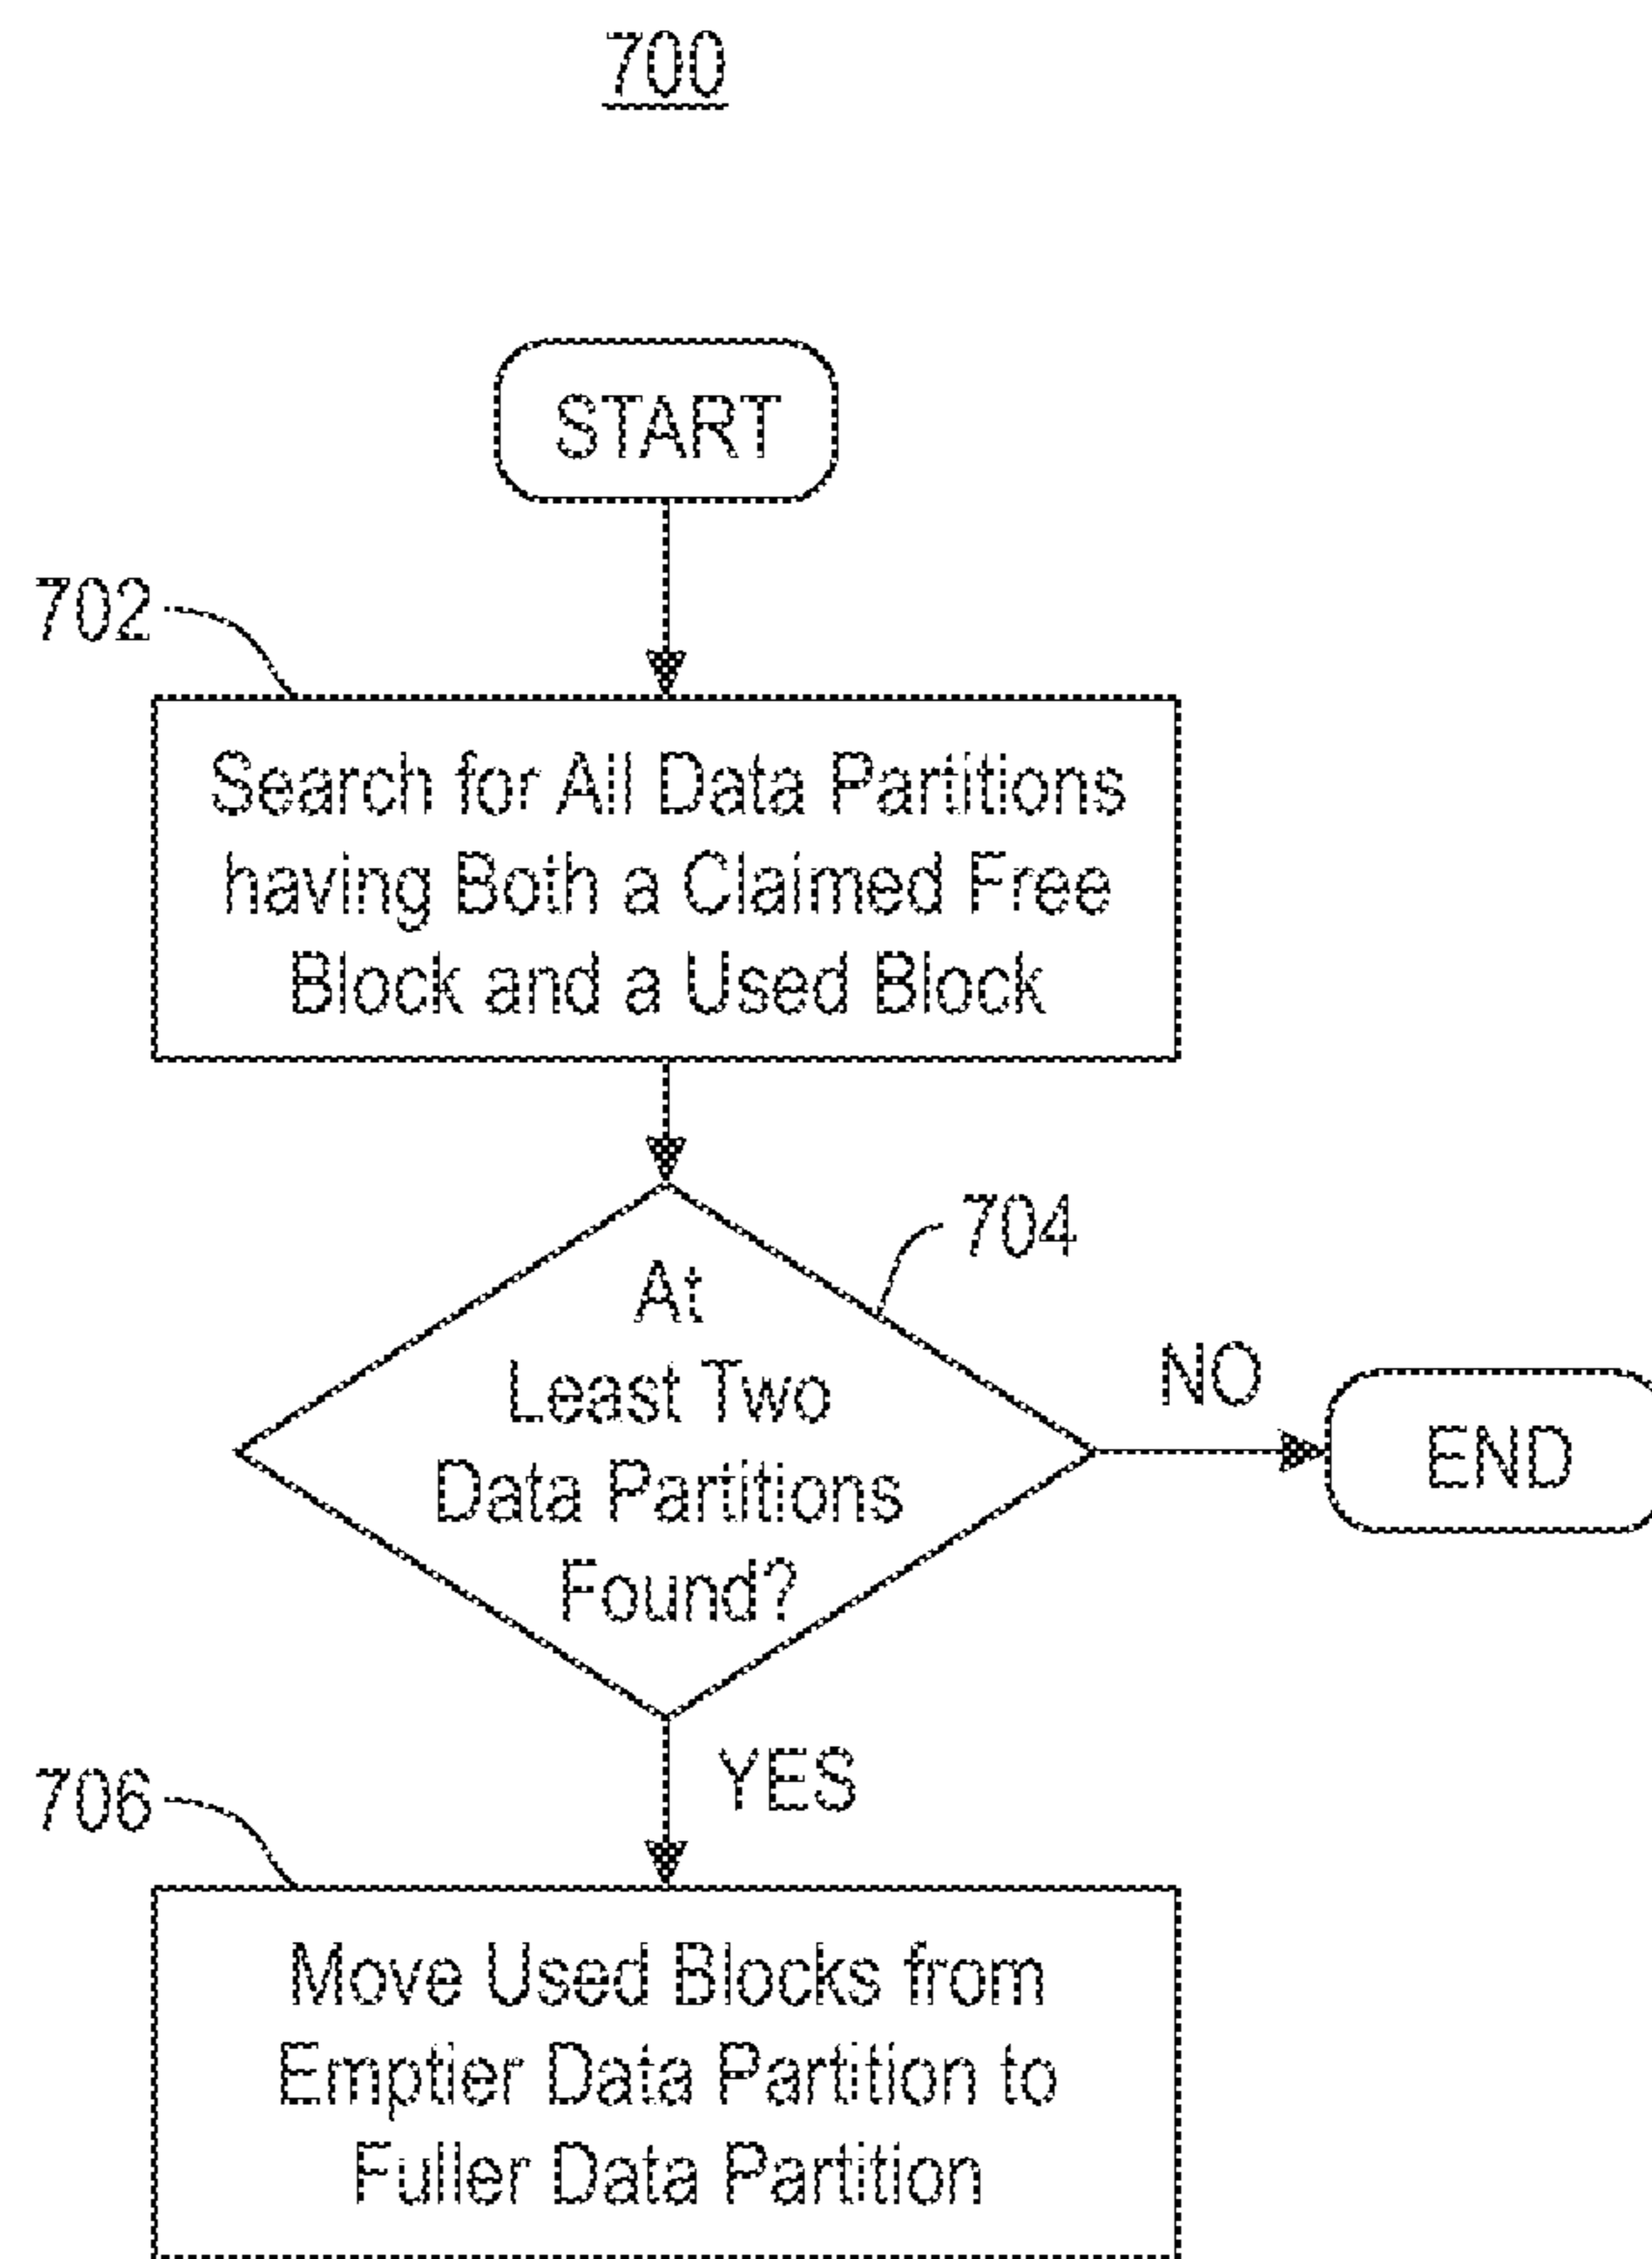 700
START
702
Search for All Data Partitions
having Both a Claimed Free
Block and a Used Block
704
At
Least Two
Data Partitions
Found?
NO
END
YES
706
Move Used Blocks from
Emptier Data Partition to
Fuller Data Partition